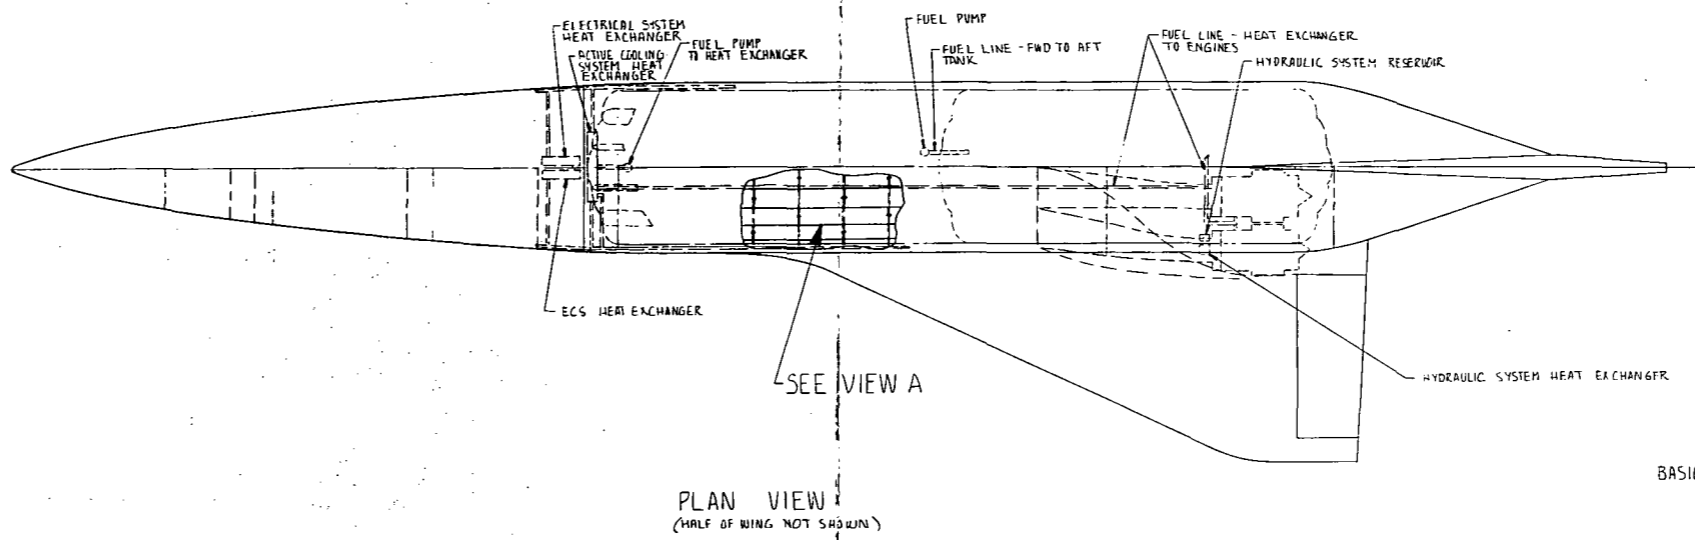 ELECTRICAL SYSTEM
HEAT EXCHANGER
ACTIVE COOLING
SYSTEM HEAT
EXCHANGER
FUEL PUMP
TO HEAT EXCHANGER
FUEL PUMP
FUEL LINE - FWD TO AFT
TANK
FUEL LINE - HEAT EXCHANGER
TO ENGINES
HYDRAULIC SYSTEM RESERVOIR
ECS HEAT EXCHANGER
SEE VIEW A
HYDRAULIC SYSTEM HEAT EXCHANGER
PLAN VIEW
(HALF OF WING NOT SHOWN)